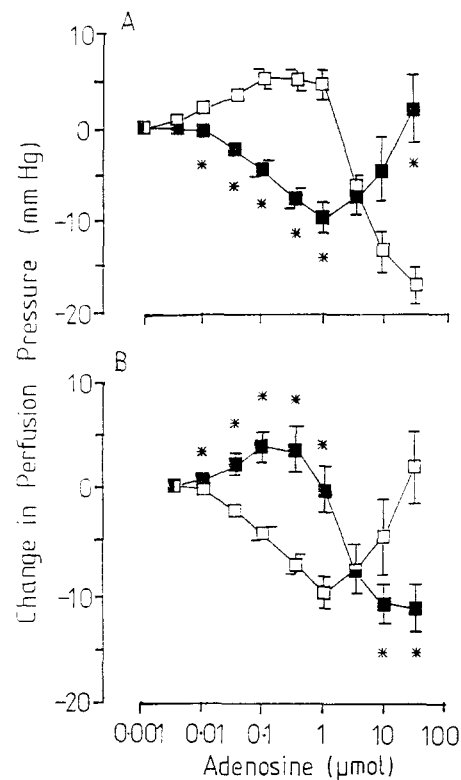 A
10
0
-10
-20
B
10
0
-10
-20
0·001 0·01 0·1 1 10 100
Adenosine (μmol)
Change in Perfusion Pressure (mm Hg)
* * * * * *
* * * * *
* *